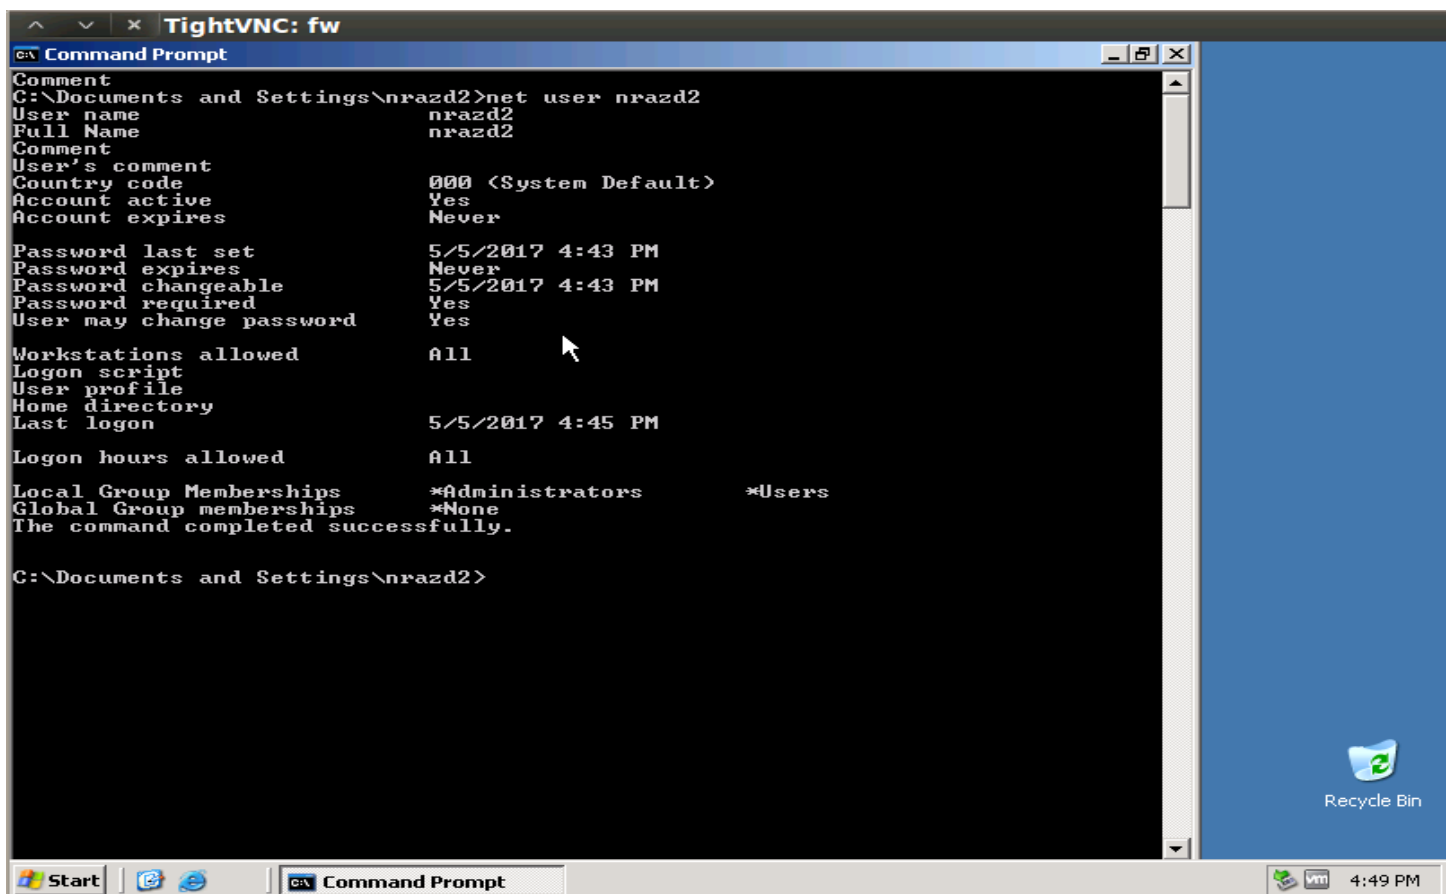 TightVNC: fw
Command Prompt
Comment
C:\Documents and Settings\nrazd2>net user nrazd2
User name nrazd2
Full Name nrazd2
Comment
User's comment
Country code 000 (System Default)
Account active Yes
Account expires Never
Password last set 5/5/2017 4:43 PM
Password expires Never
Password changeable 5/5/2017 4:43 PM
Password required Yes
User may change password Yes
Workstations allowed All
Logon script
User profile
Home directory
Last logon 5/5/2017 4:45 PM
Logon hours allowed All
Local Group Memberships *Administrators *Users
Global Group memberships *None
The command completed successfully.
C:\Documents and Settings\nrazd2>
Recycle Bin
Start Command Prompt vm 4:49 PM